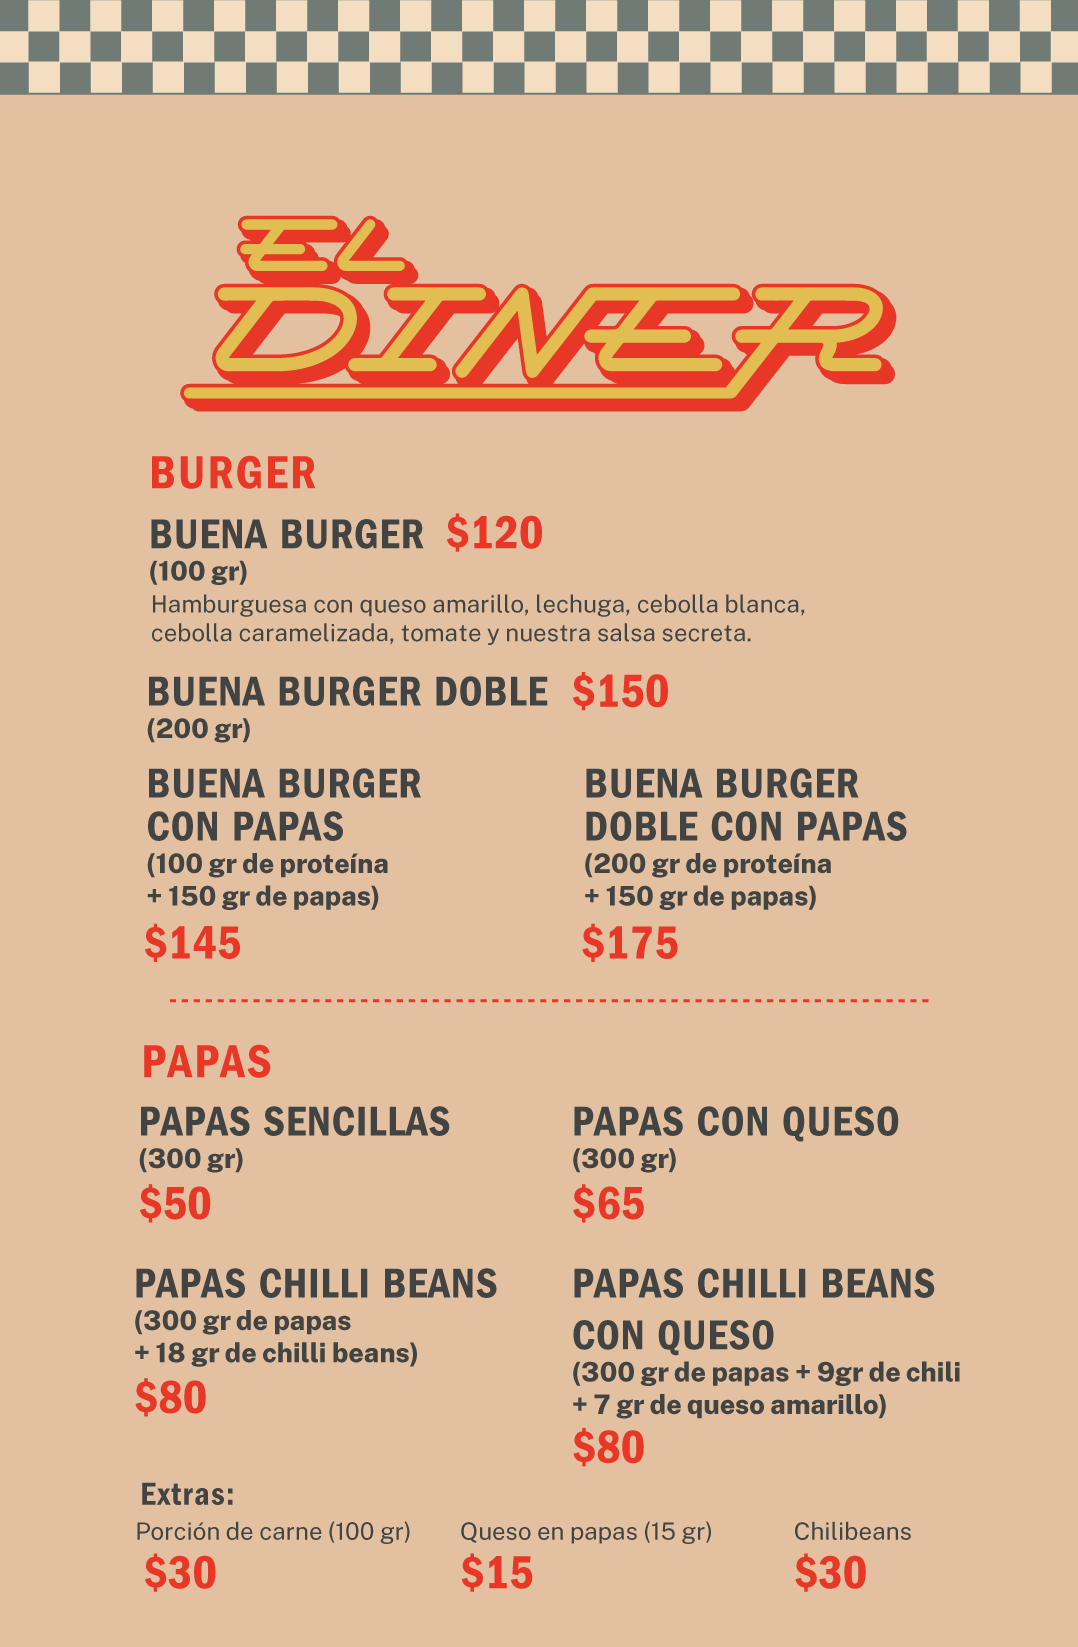 EL
DINER
BURGER
BUENA BURGER $120
(100 gr)
Hamburguesa con queso amarillo, lechuga, cebolla blanca,
cebolla caramelizada, tomate y nuestra salsa secreta.
BUENA BURGER DOBLE $150
(200 gr)
BUENA BURGER
CON PAPAS
(100 gr de proteína
+ 150 gr de papas)
$145
BUENA BURGER
DOBLE CON PAPAS
(200 gr de proteína
+ 150 gr de papas)
$175
PAPAS
PAPAS SENCILLAS
(300 gr)
$50
PAPAS CON QUESO
(300 gr)
$65
PAPAS CHILLI BEANS
(300 gr de papas
+ 18 gr de chilli beans)
$80
PAPAS CHILLI BEANS
CON QUESO
(300 gr de papas + 9gr de chili
+ 7 gr de queso amarillo)
$80
Extras:
Porción de carne (100 gr)
$30
Queso en papas (15 gr)
$15
Chilibeans
$30